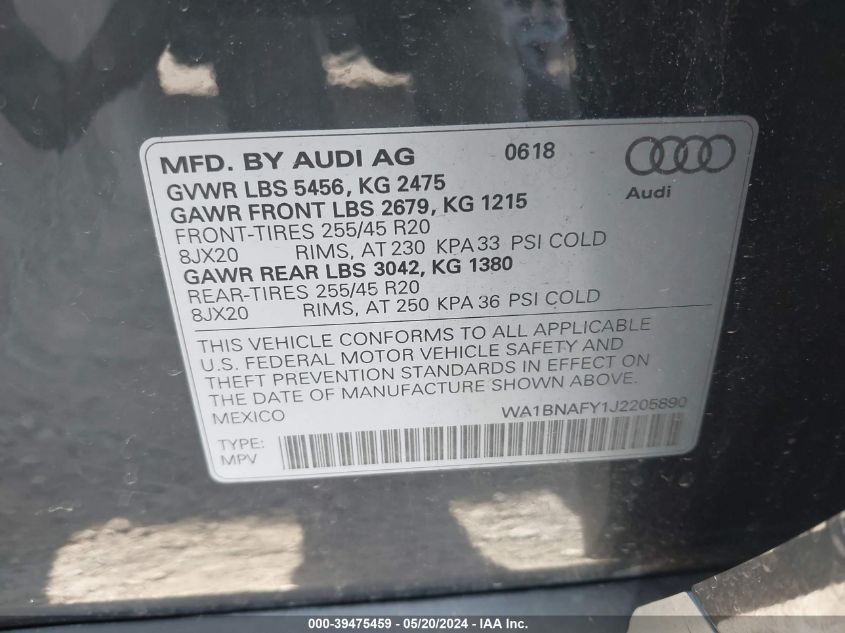 MFD. BY AUDI AG 0618
Audi
GVWR LBS 5456, KG 2475
GAWR FRONT LBS 2679, KG 1215
FRONT-TIRES 255/45 R20
8JX20 RIMS, AT 230 KPA 33 PSI COLD
GAWR REAR LBS 3042, KG 1380
REAR-TIRES 255/45 R20
8JX20 RIMS, AT 250 KPA 36 PSI COLD
THIS VEHICLE CONFORMS TO ALL APPLICABLE
U.S. FEDERAL MOTOR VEHICLE SAFETY AND
THEFT PREVENTION STANDARDS IN EFFECT ON
THE DATE OF MANUFACTURE SHOWN ABOVE.
MEXICO WA1BNAFY1J2205890
TYPE:
MPV
000-39475459 - 05/20/2024 - IAA Inc.